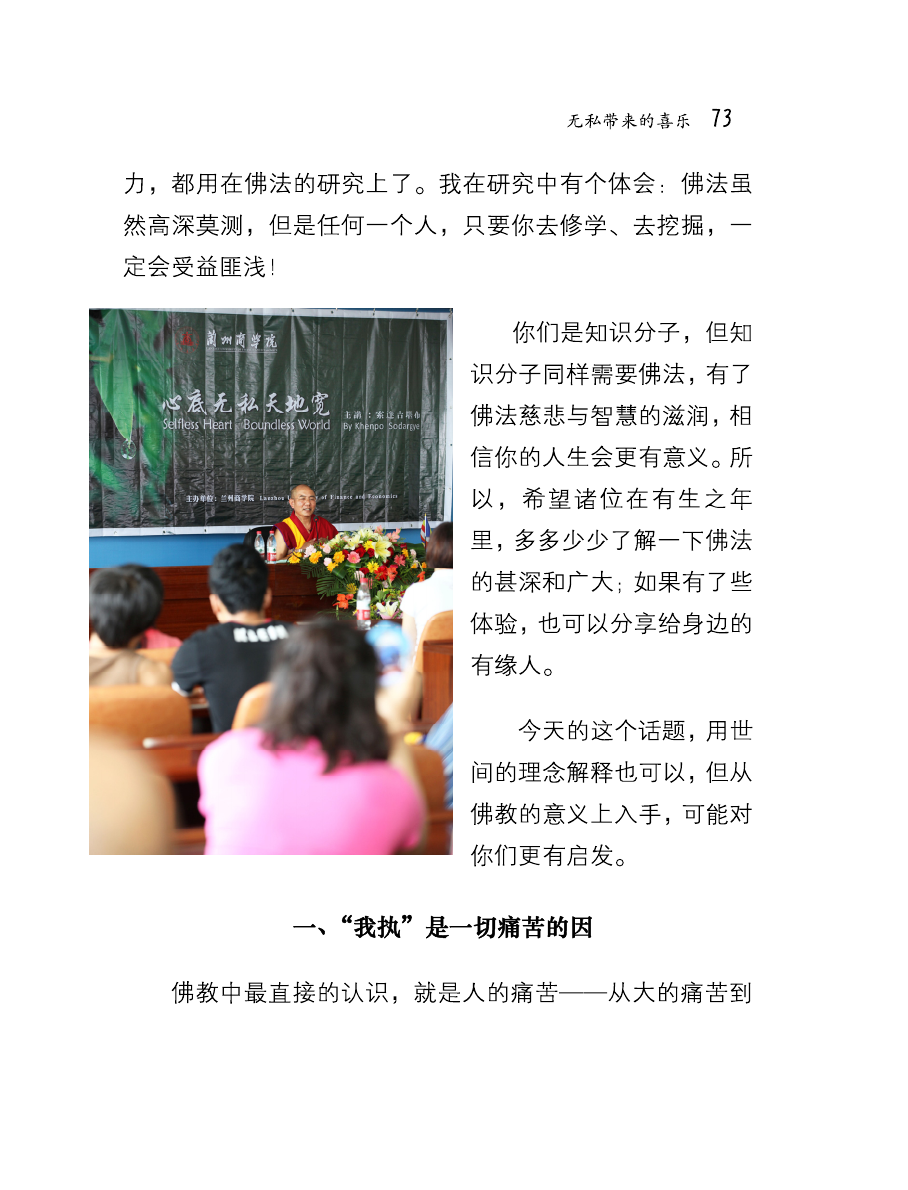 无私带来的喜乐 73
力，都用在佛法的研究上了。我在研究中有个体会：佛法虽
然高深莫测，但是任何一个人，只要你去修学、去挖掘，一
定会受益匪浅！
蘭州商学院
心底无私天地宽
Selfless Heart Boundless World
主讲：索达吉堪布
By Khenpo Sodargye
主办单位：兰州商学院 Lanzhou of Finance and Economics
你们是知识分子，但知
识分子同样需要佛法，有了
佛法慈悲与智慧的滋润，相
信你的人生会更有意义。所
以，希望诸位在有生之年
里，多多少少了解一下佛法
的甚深和广大；如果有了些
体验，也可以分享给身边的
有缘人。
今天的这个话题，用世
间的理念解释也可以，但从
佛教的意义上入手，可能对
你们更有启发。
一、“我执”是一切痛苦的因
佛教中最直接的认识，就是人的痛苦——从大的痛苦到